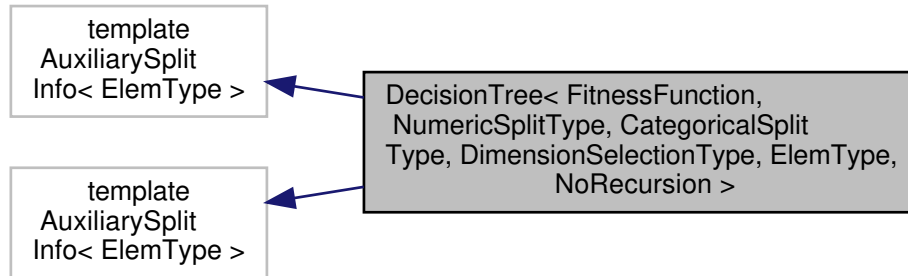 template
AuxiliarySplit
Info< ElemType >
DecisionTree< FitnessFunction,
NumericSplitType, CategoricalSplit
Type, DimensionSelectionType, ElemType,
NoRecursion >
template
AuxiliarySplit
Info< ElemType >